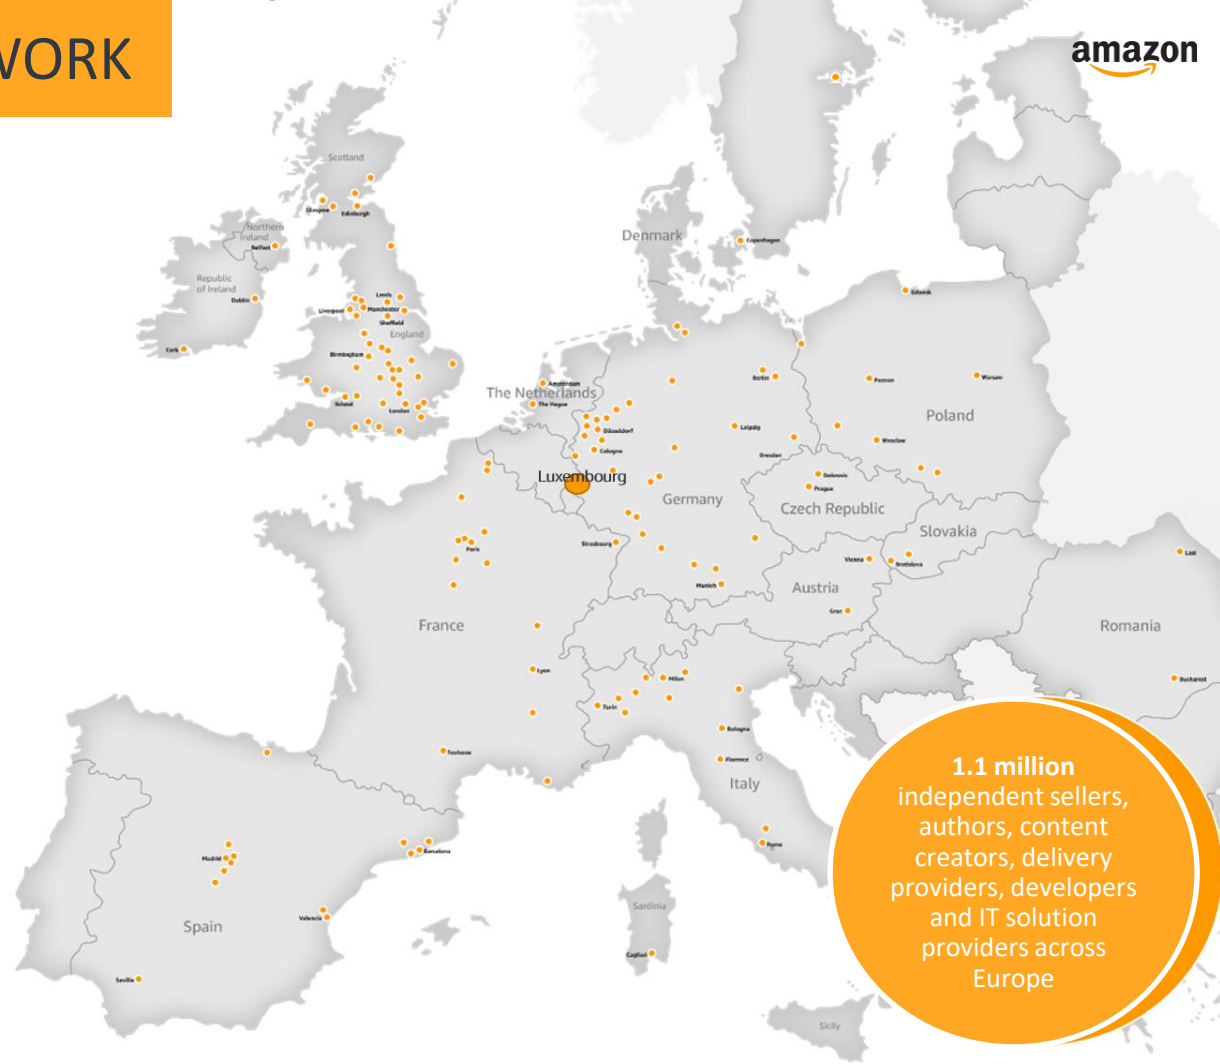 WORK
amazon
Scotland
Glasgow
Edinburgh
Northern
Ireland
Belfast
Republic
of Ireland
Dublin
Cork
Leeds
Liverpool
Manchester
Sheffield
England
Birmingham
Bristol
London
Denmark
Copenhagen
Gdansk
Amsterdam
The Netherlands
The Hague
Berlin
Poznan
Warsaw
Poland
Düsseldorf
Leipzig
Wroclaw
Cologne
Dresden
Luxembourg
Dobroviz
Prague
Germany
Czech Republic
Slovakia
Strasbourg
Paris
Vienna
Bratislava
Iasi
Munich
Austria
Graz
France
Romania
Lyon
Milan
Bucharest
Turin
Bologna
Toulouse
Florence
Italy
Rome
Madrid
Barcelona
Valencia
Spain
Sardinia
Cagliari
Seville
Sicily
1.1 million
independent sellers,
authors, content
creators, delivery
providers, developers
and IT solution
providers across
Europe